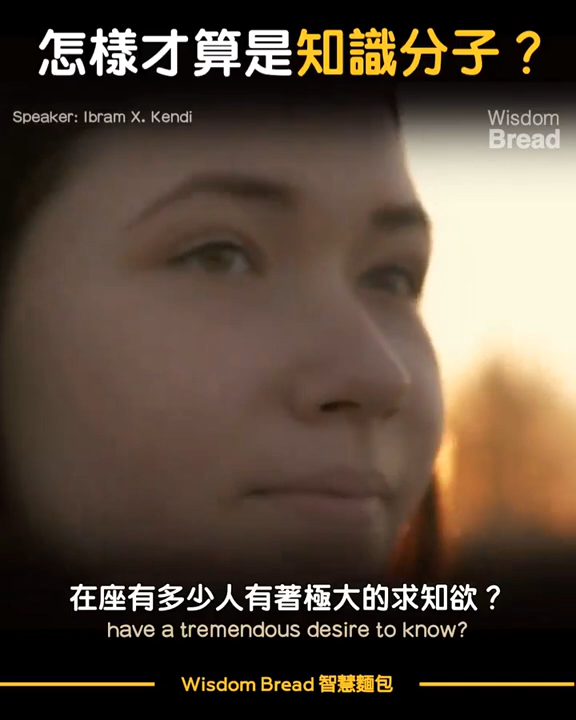 怎樣才算是知識分子？
Speaker: Ibram X. Kendi
Wisdom
Bread
在座有多少人有著極大的求知欲？
have a tremendous desire to know?
Wisdom Bread 智慧麵包